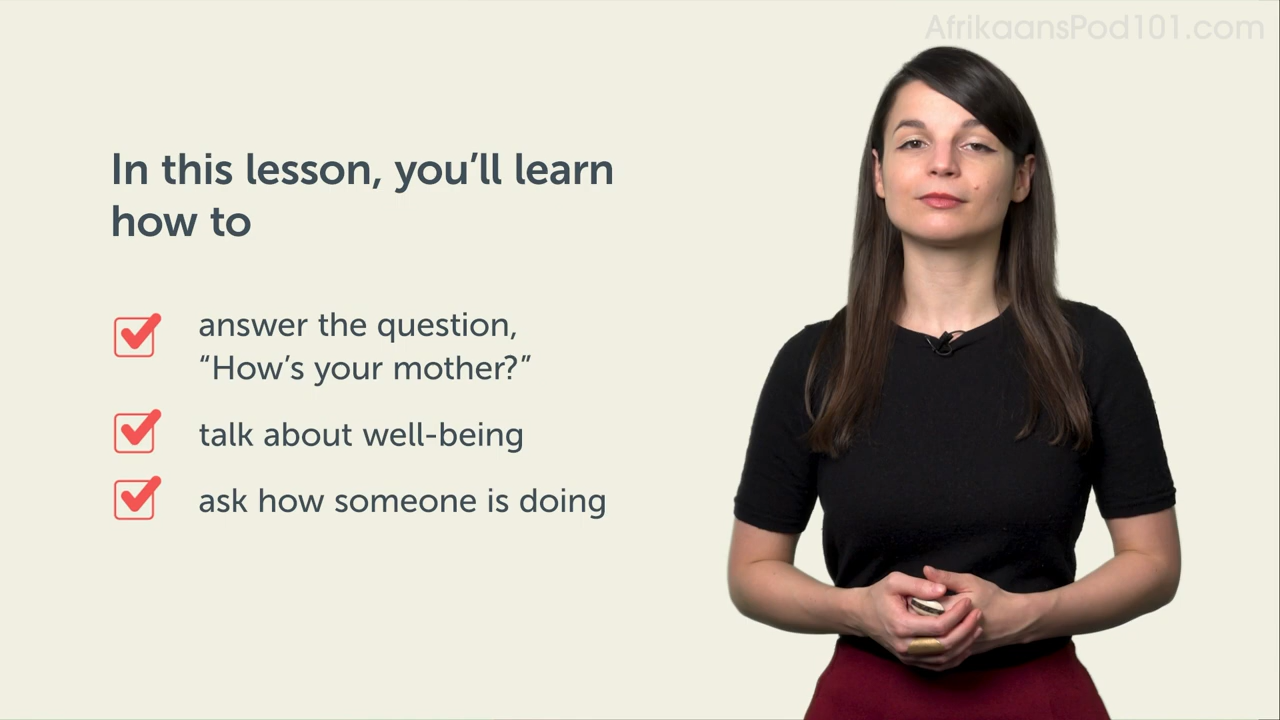 AfrikaansPod101.com
In this lesson, you’ll learn
how to
answer the question,
“How’s your mother?”
talk about well-being
ask how someone is doing